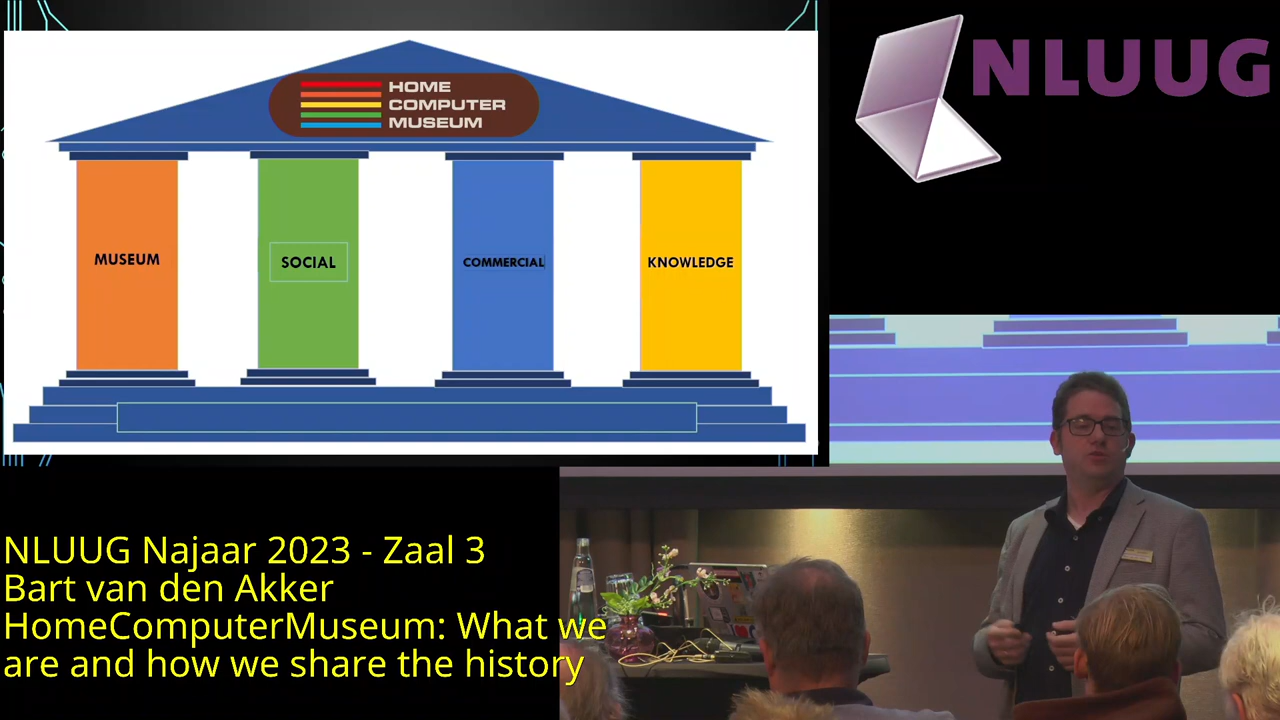 HOME
COMPUTER
MUSEUM
MUSEUM
SOCIAL
COMMERCIAL
KNOWLEDGE
NLUUG
NLUUG Najaar 2023 - Zaal 3
Bart van den Akker
HomeComputerMuseum: What we
are and how we share the history